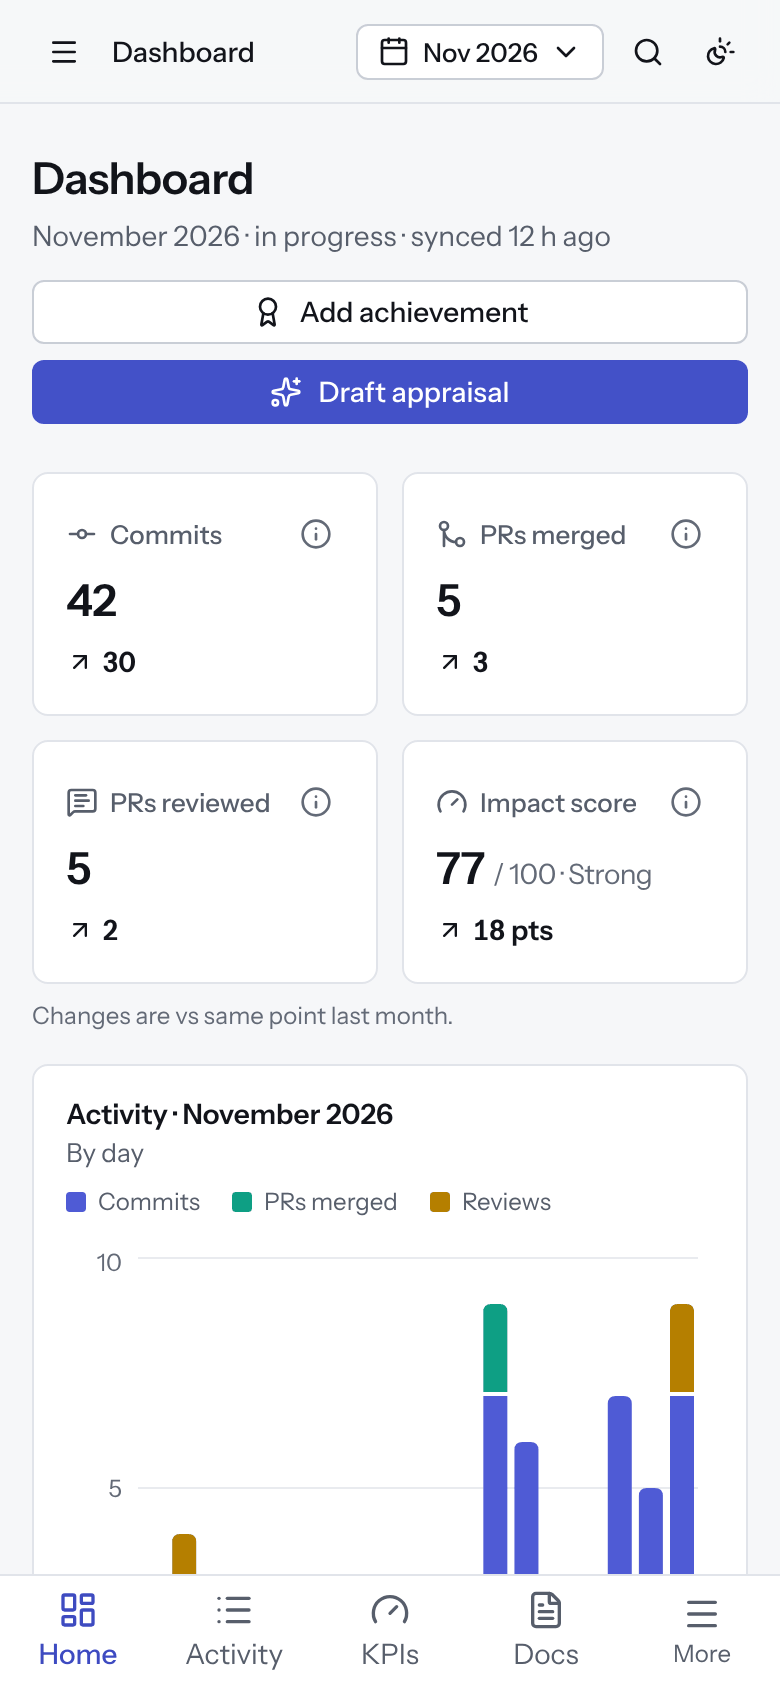 Dashboard
Nov 2026
Dashboard
November 2026 · in progress · synced 12 h ago
Add achievement
Draft appraisal
Commits
42
30
PRs merged
5
3
PRs reviewed
5
2
Impact score
77 / 100 · Strong
18 pts
Changes are vs same point last month.
Activity · November 2026
By day
Commits PRs merged Reviews
10
5
Home Activity KPIs Docs More